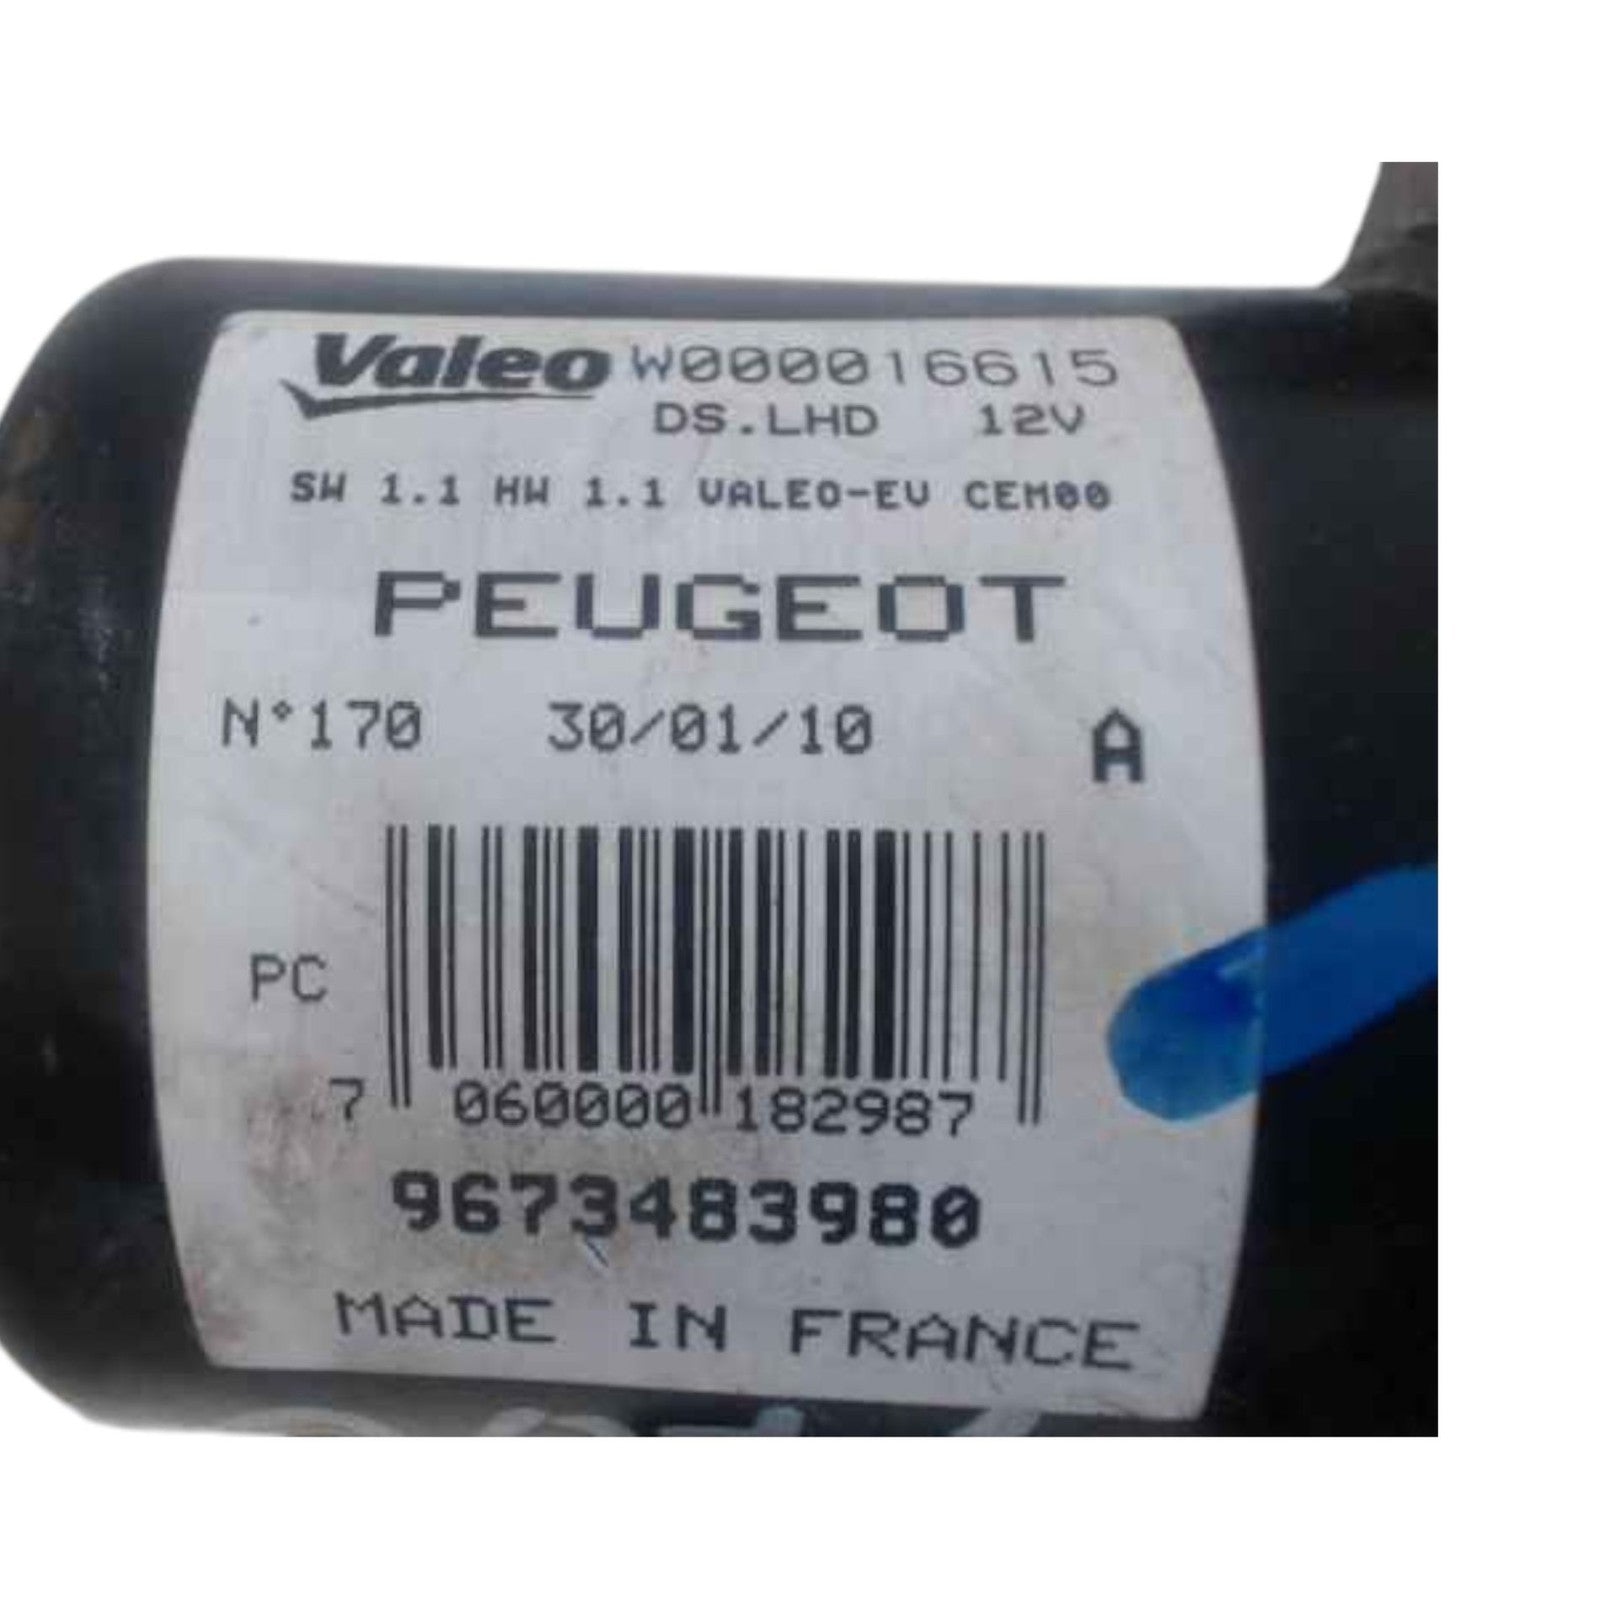 Valeo W000016615
DS.LHD 12V
SW 1.1 HW 1.1 VALEO-EV CEM00
PEUGEOT
N°170 30/01/10 A
PC
7 060000 182987
9673483980
MADE IN FRANCE